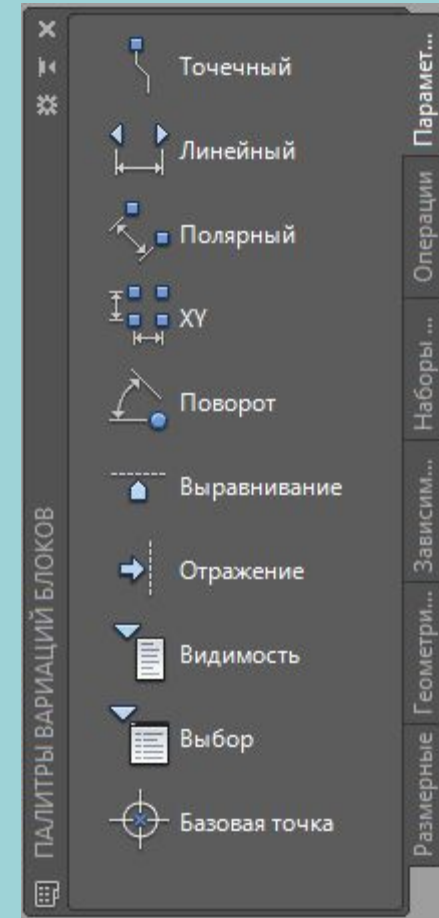 Точечный
Линейный
Полярный
XY
Поворот
Выравнивание
Отражение
Видимость
Выбор
Базовая точка
ПАЛИТРЫ ВАРИАЦИЙ БЛОКОВ
Парамет...
Операции
Наборы ...
Зависим...
Геометри...
Размерные